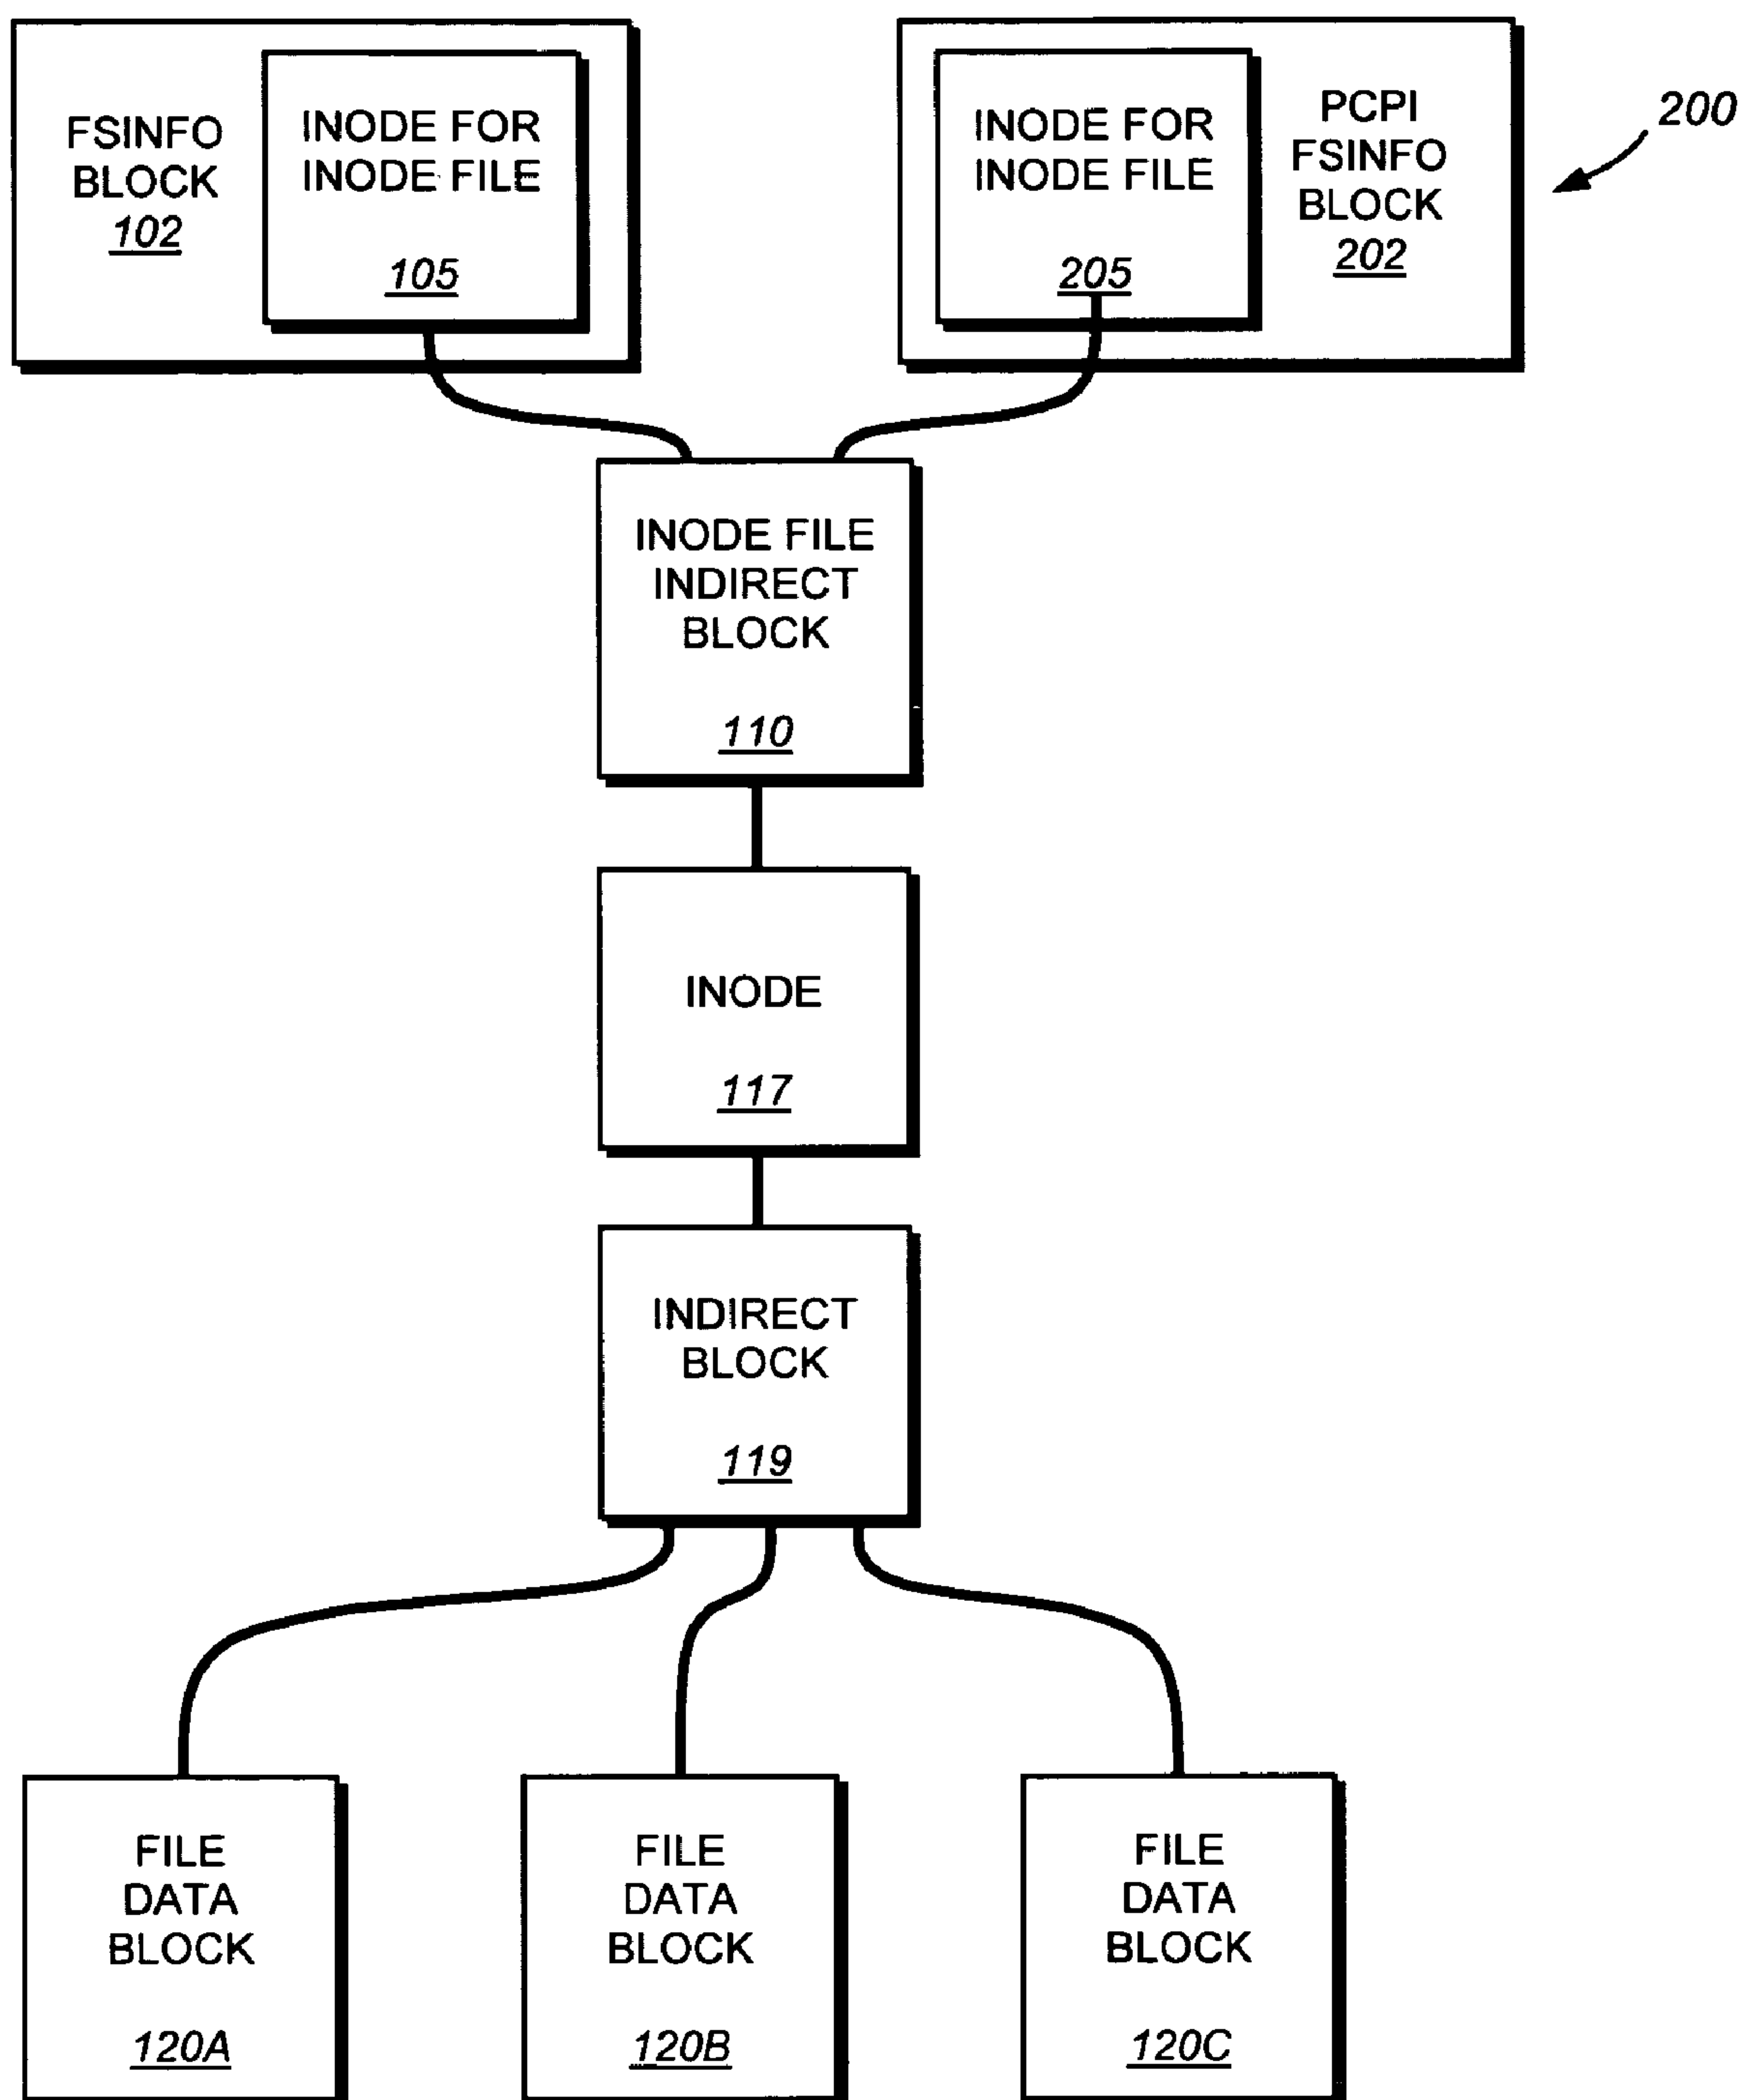 FSINFO
BLOCK
102
INODE FOR
INODE FILE
105
INODE FOR
INODE FILE
205
PCPI
FSINFO
BLOCK
202
200
INODE FILE
INDIRECT
BLOCK
110
INODE
117
INDIRECT
BLOCK
119
FILE
DATA
BLOCK
120A
FILE
DATA
BLOCK
120B
FILE
DATA
BLOCK
120C